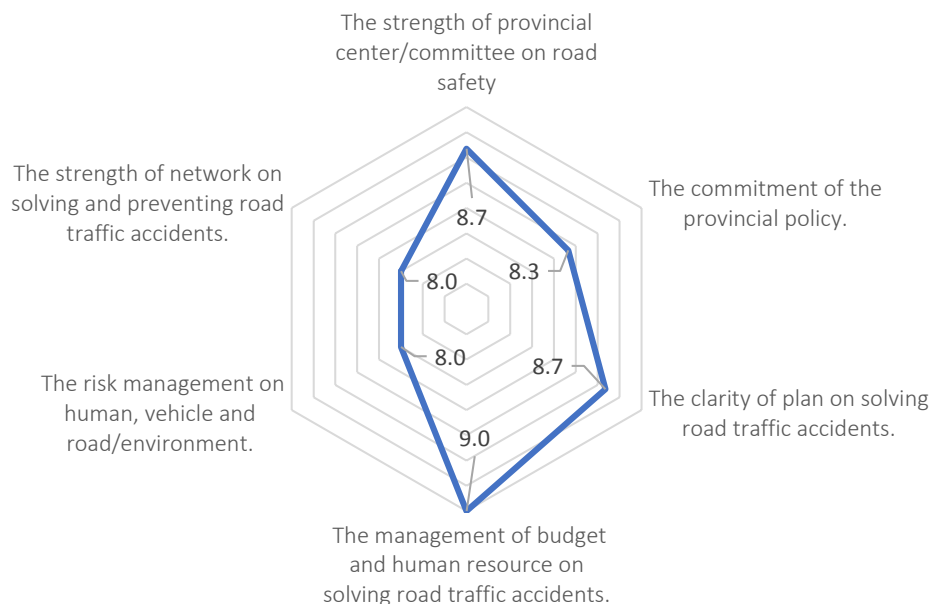 The strength of provincial
center/committee on road
safety
The strength of network on
solving and preventing road
traffic accidents.
The commitment of the
provincial policy.
8.7
8.3
8.0
8.0
8.7
The risk management on
human, vehicle and
road/environment.
The clarity of plan on solving
road traffic accidents.
9.0
The management of budget
and human resource on
solving road traffic accidents.